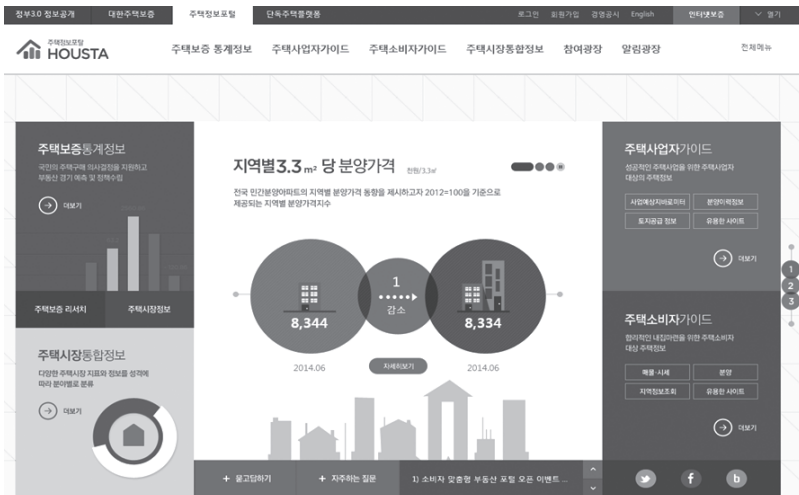 정부3.0 정보공개 대한주택보증 주택정보포탈 단독주택플랫폼 로그인 회원가입 경영공시 English 인터넷보증 열기
주택정보포탈
HOUSTA
주택보증 통계정보 주택사업자가이드 주택소비자가이드 주택시장통합정보 참여광장 알림광장 전체메뉴
주택보증통계정보
국민의 주택구매 의사결정을 지원하고
부동산 경기 예측 및 정책수립
더보기
주택보증 리서치 주택시장정보
주택시장통합정보
다양한 주택시장 지표와 정보를 성격에
따라 분야별로 분류
더보기
지역별3.3m² 당 분양가격 천원/3.3㎡
전국 민간분양아파트의 지역별 분양가격 동향을 제시하고자 2012=100을 기준으로
제공되는 지역별 분양가격지수
8,344
1
감소
8,334
2014.06 자세히보기 2014.06
+ 묻고답하기 + 자주하는 질문 1) 소비자 맞춤형 부동산 포털 오픈 이벤트 ...
주택사업자가이드
성공적인 주택사업을 위한 주택사업자
대상의 주택정보
사업예상지바로미터 분양이력정보
토지공급 정보 유용한 사이트
더보기
주택소비자가이드
합리적인 내집마련을 위한 주택소비자
대상 주택정보
매물·시세 분양
지역정보조회 유용한 사이트
더보기
1
2
3